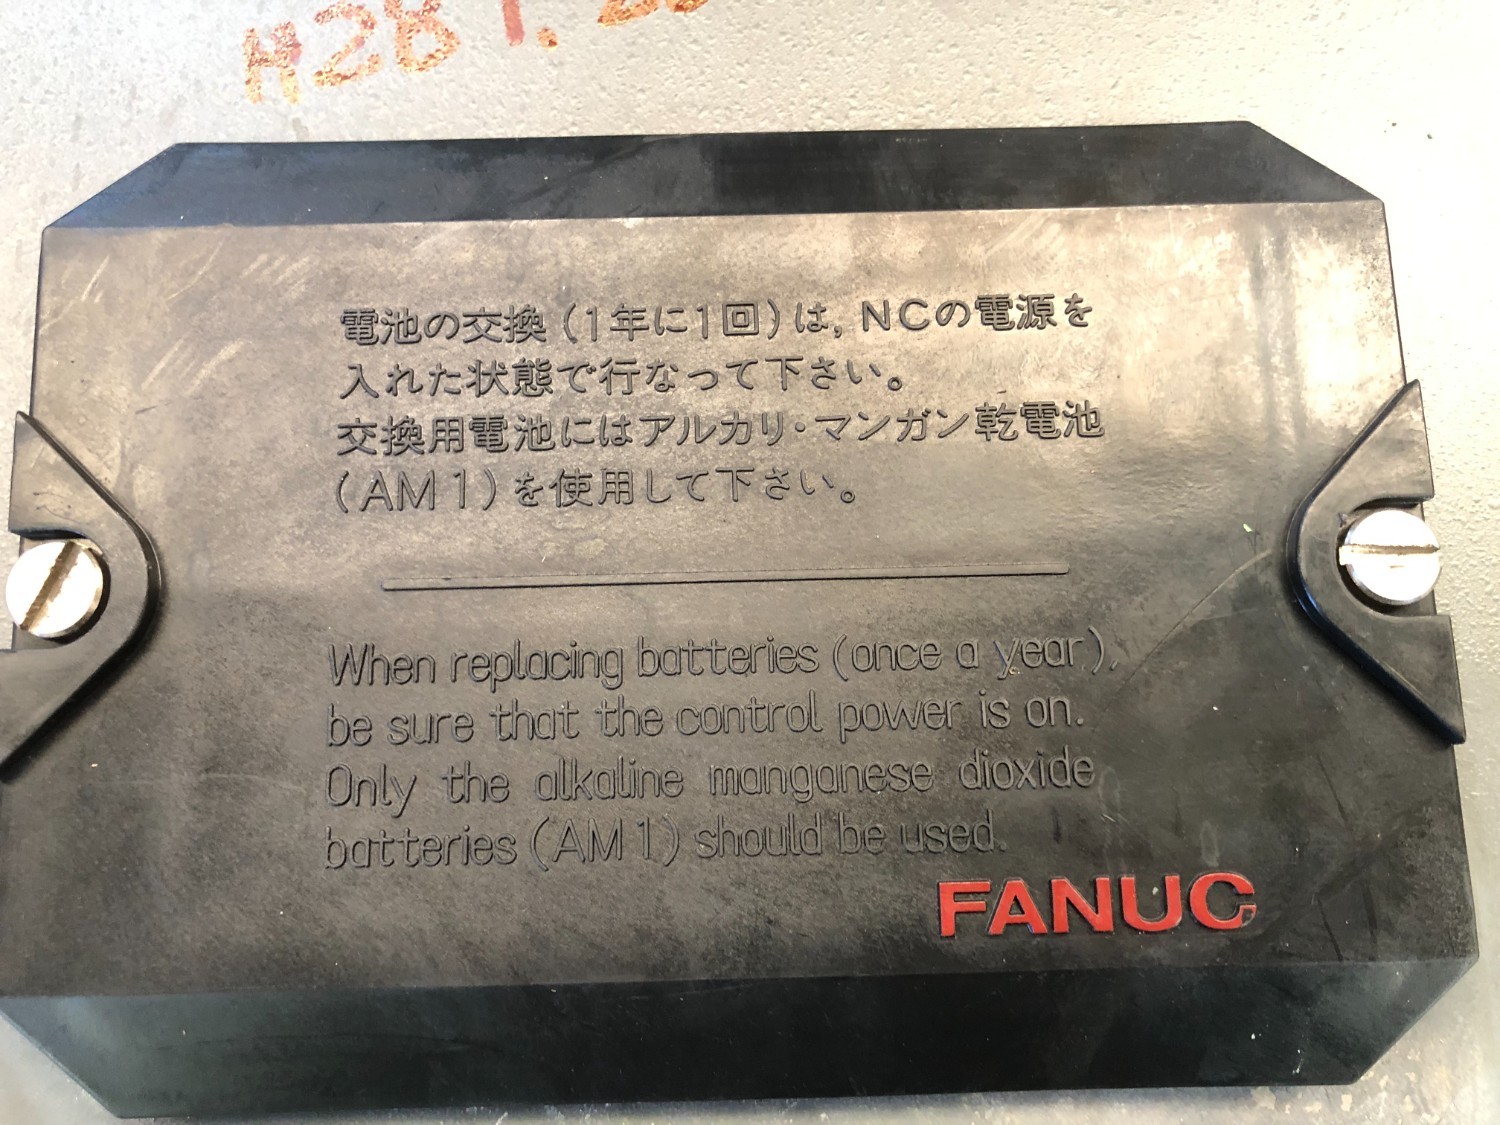 H28 1.
電池の交換(1年に1回)は, NCの電源を
入れた状態で行なって下さい。
交換用電池にはアルカリ・マンガン乾電池
(AM1)を使用して下さい。
When replacing batteries (once a year),
be sure that the control power is on.
Only the alkaline manganese dioxide
batteries (AM1) should be used.
FANUC